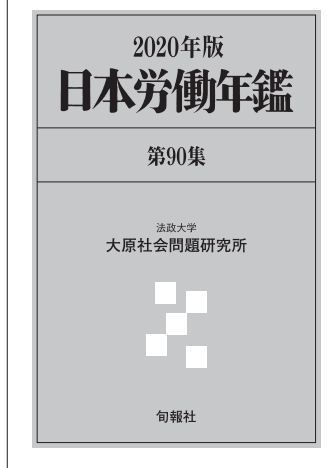 2020年版
日本労働年鑑
第90集
法政大学
大原社会問題研究所
旬報社